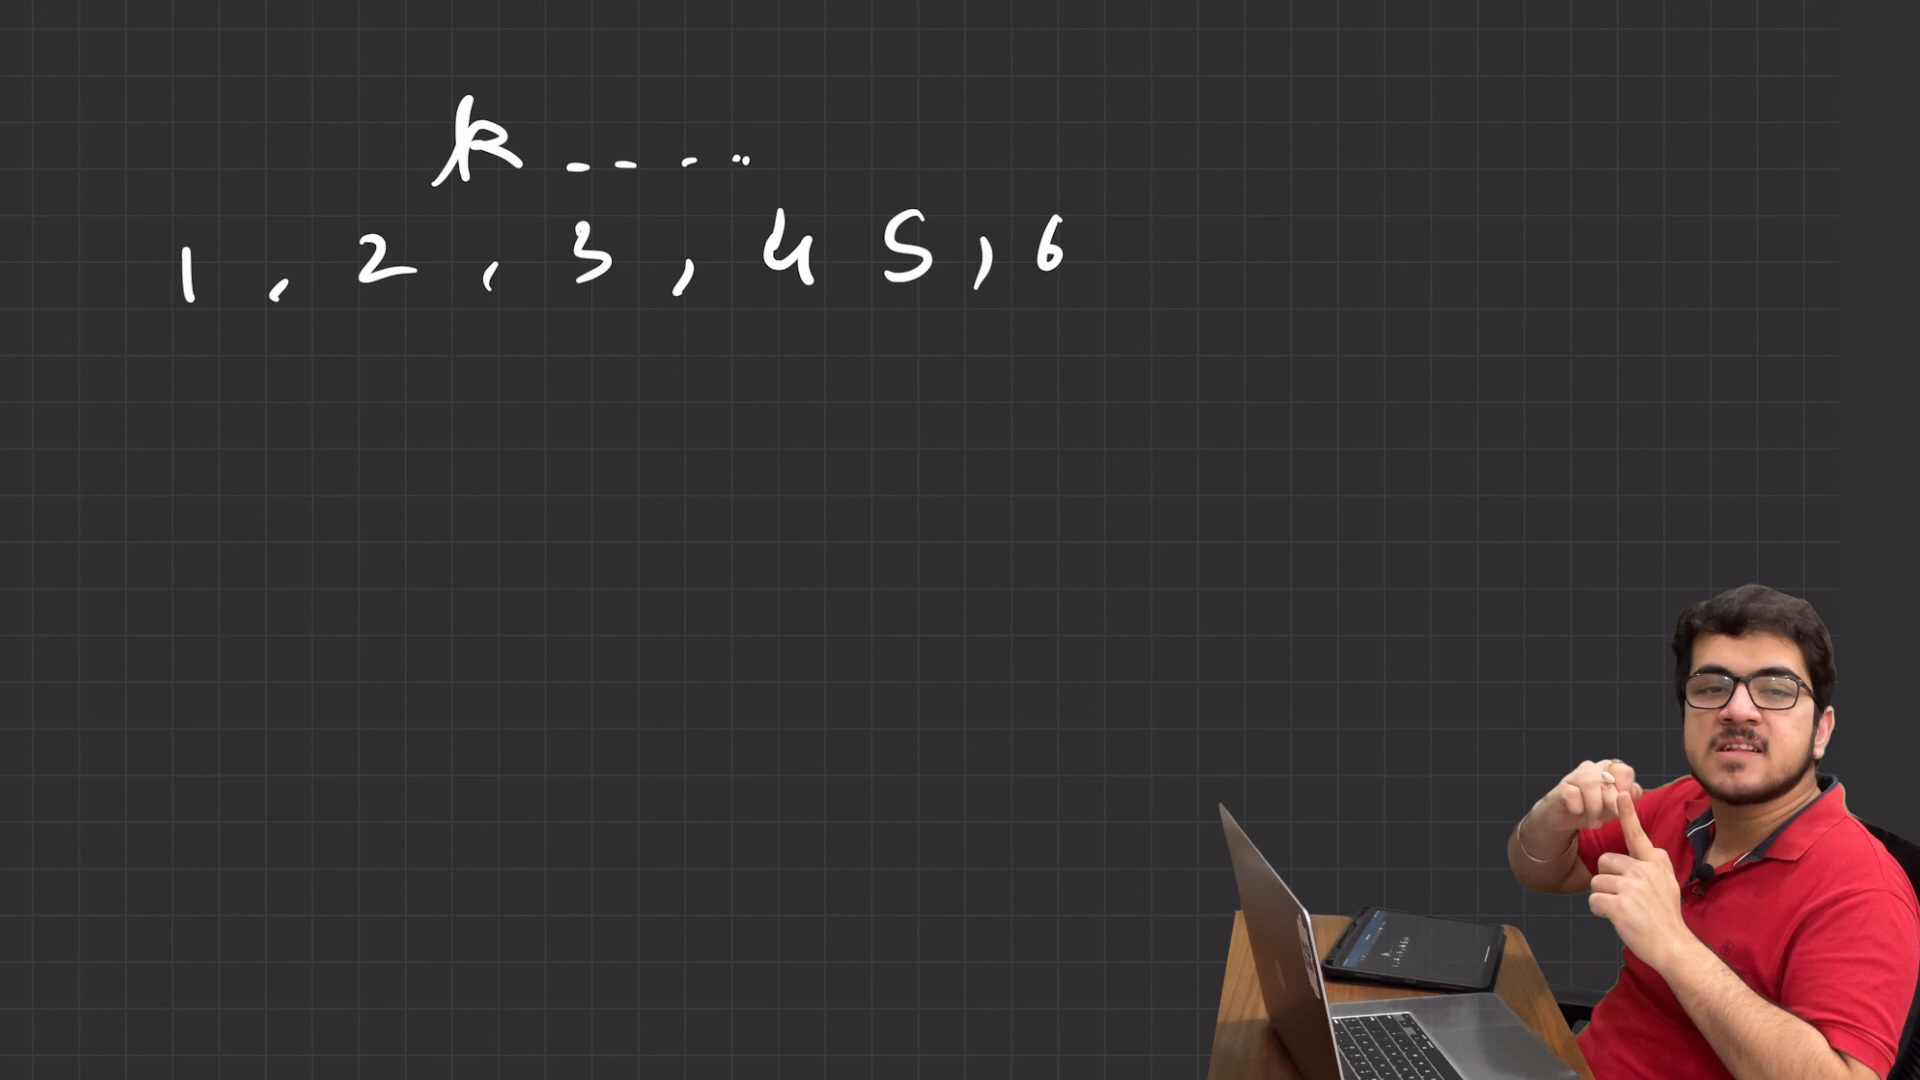 k - - - ..
1 , 2 , 3 , 4 5 , 6